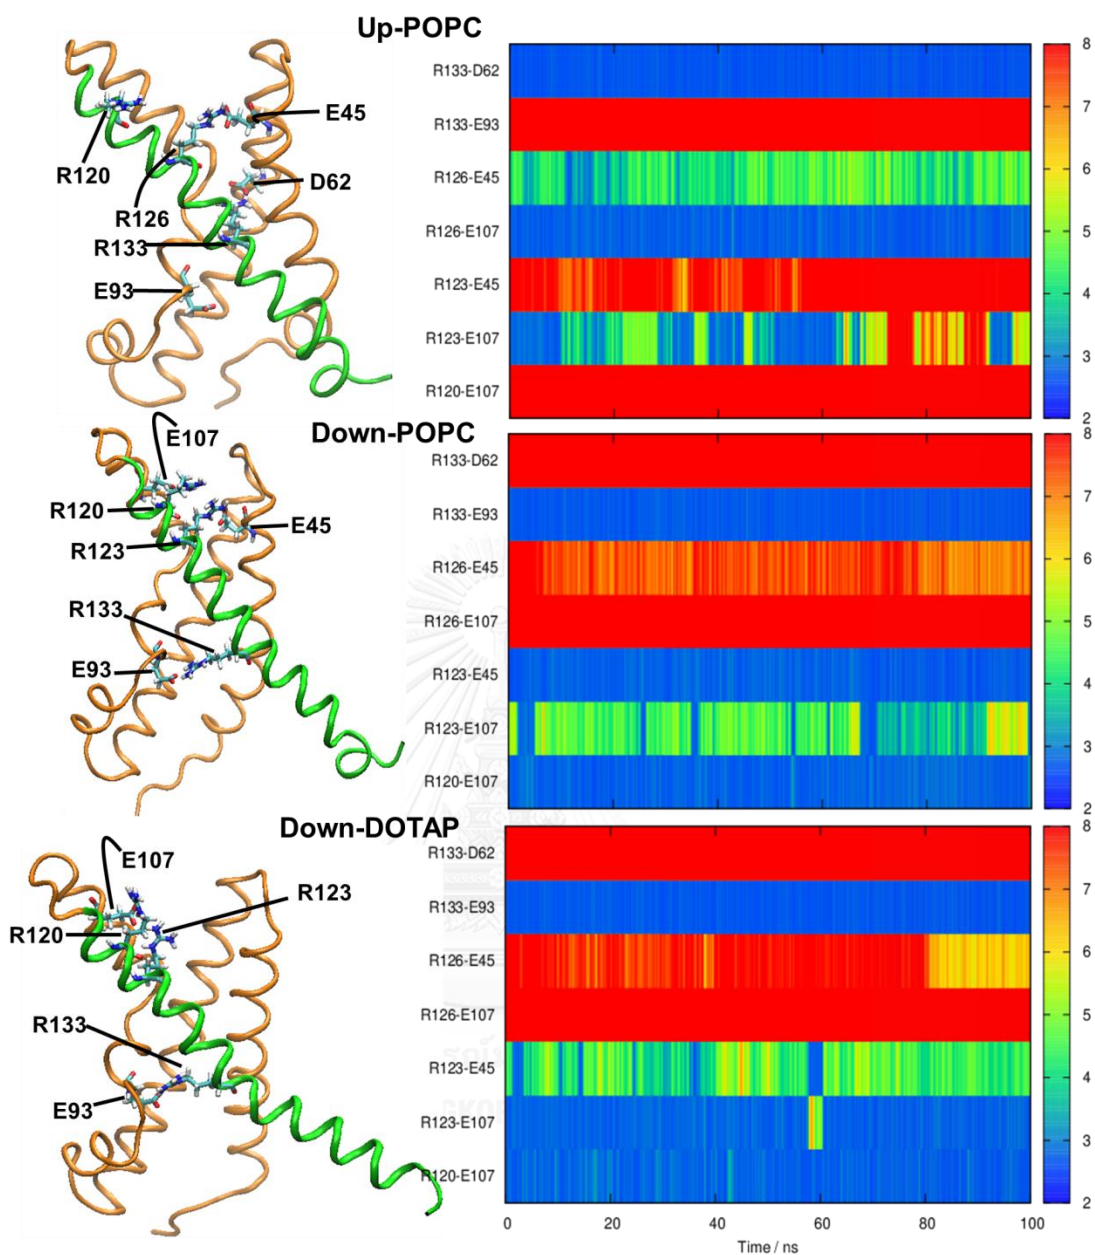 Up-POPC
R120
R126
R133
E93
E45
D62
R133-D62
R133-E93
R126-E45
R126-E107
R123-E45
R123-E107
R120-E107
8
7
6
5
4
3
2
Down-POPC
E107
R120
R123
E45
R133
E93
R133-D62
R133-E93
R126-E45
R126-E107
R123-E45
R123-E107
R120-E107
8
7
6
5
4
3
2
Down-DOTAP
E107
R123
R120
R133
E93
R133-D62
R133-E93
R126-E45
R126-E107
R123-E45
R123-E107
R120-E107
8
7
6
5
4
3
2
0 20 40 60 80 100
Time / ns